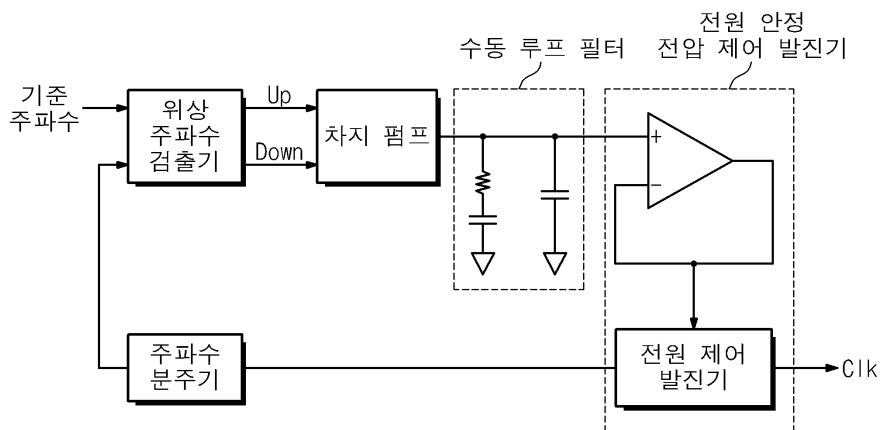 수동 루프 필터
전원 안정
전압 제어 발진기
기준
주파수
위상
주파수
검출기
Up
Down
차지 펌프
+
−
주파수
분주기
전원 제어
발진기
Clk